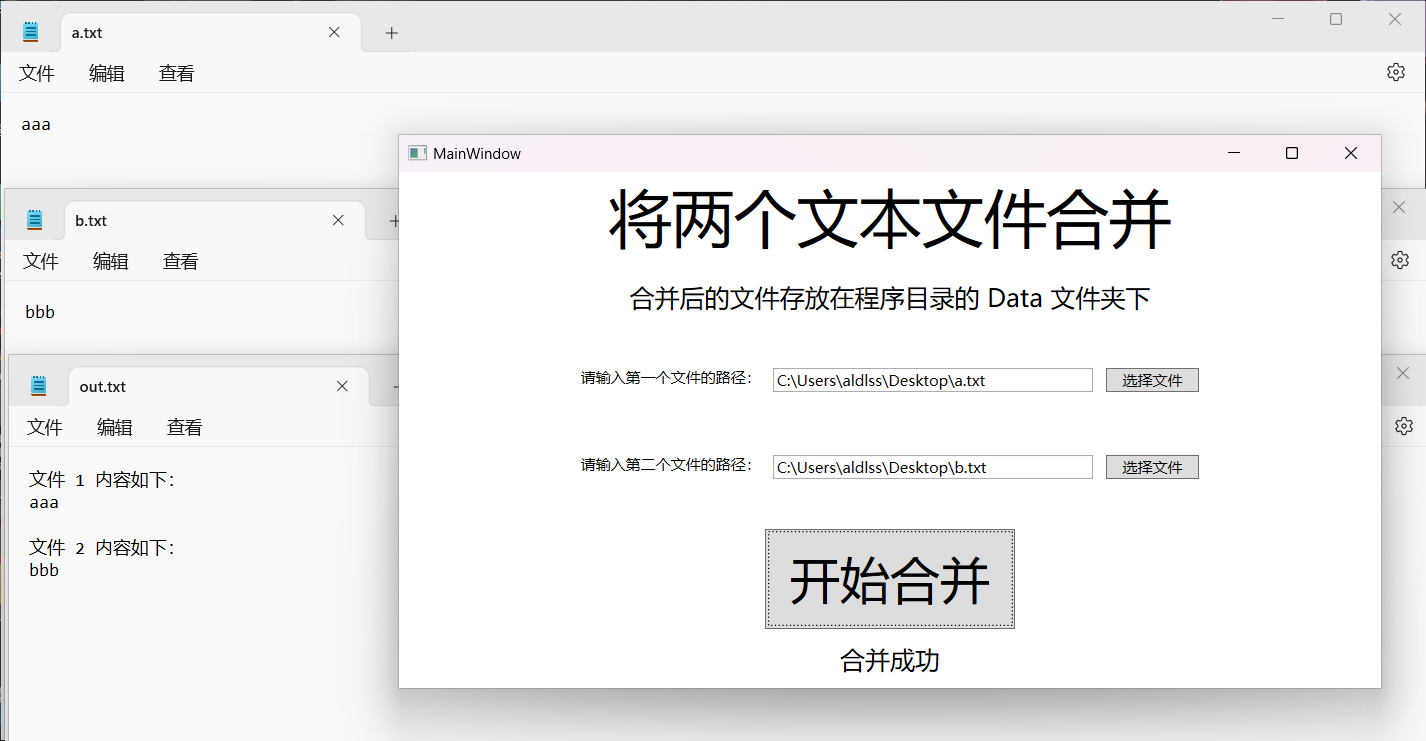 a.txt
文件 编辑 查看
aaa
b.txt
文件 编辑 查看
bbb
out.txt
文件 编辑 查看
文件 1 内容如下：
aaa
文件 2 内容如下：
bbb
MainWindow
将两个文本文件合并
合并后的文件存放在程序目录的 Data 文件夹下
请输入第一个文件的路径： C:\Users\aldlss\Desktop\a.txt 选择文件
请输入第二个文件的路径： C:\Users\aldlss\Desktop\b.txt 选择文件
开始合并
合并成功